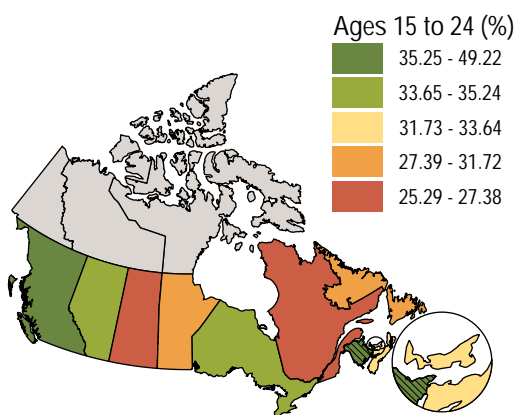 Ages 15 to 24 (%)
35.25 - 49.22
33.65 - 35.24
31.73 - 33.64
27.39 - 31.72
25.29 - 27.38